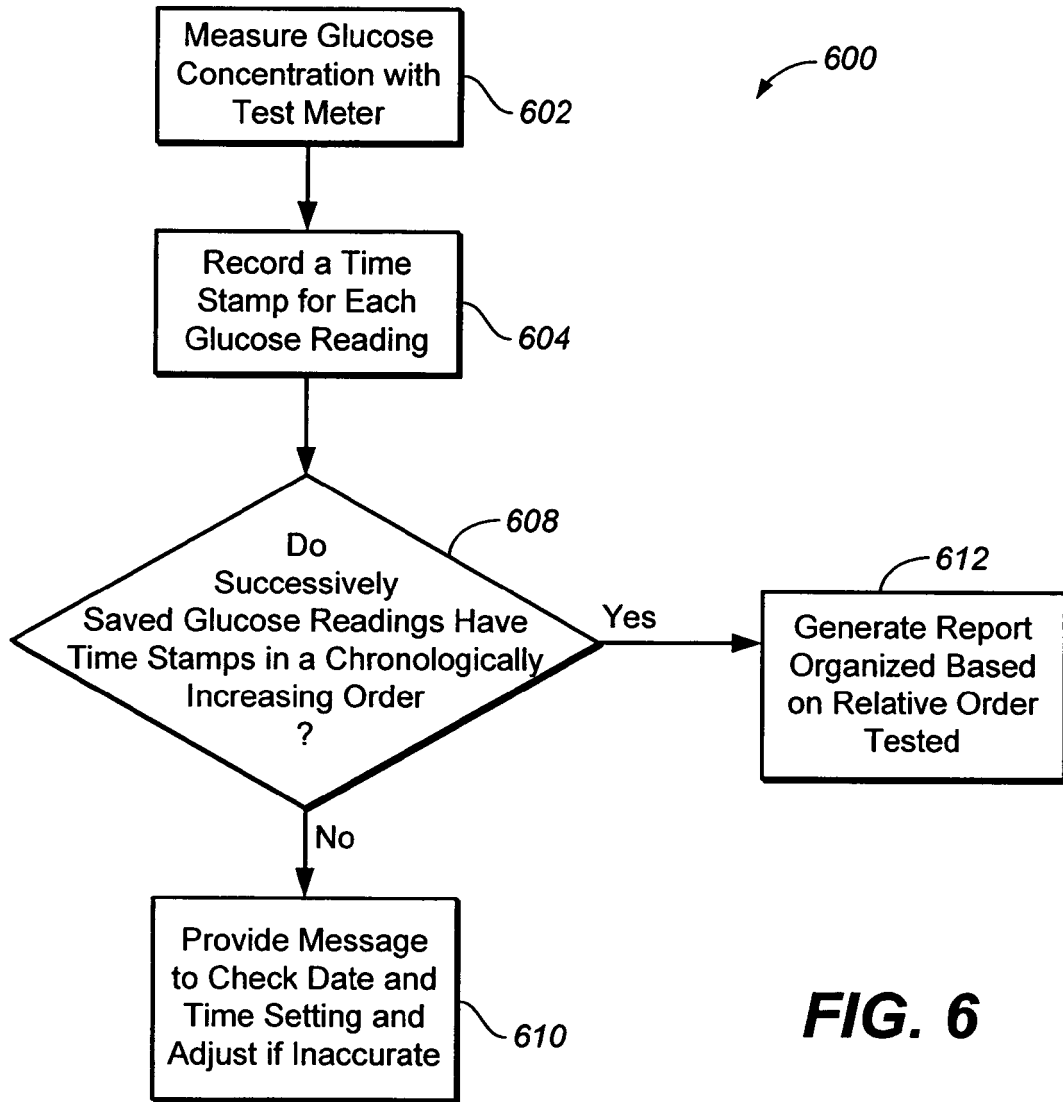 Measure Glucose
Concentration with
Test Meter
602
600
Record a Time
Stamp for Each
Glucose Reading
604
Do
Successively
Saved Glucose Readings Have
Time Stamps in a Chronologically
Increasing Order
?
608
Yes
612
Generate Report
Organized Based
on Relative Order
Tested
No
Provide Message
to Check Date and
Time Setting and
Adjust if Inaccurate
610
FIG. 6